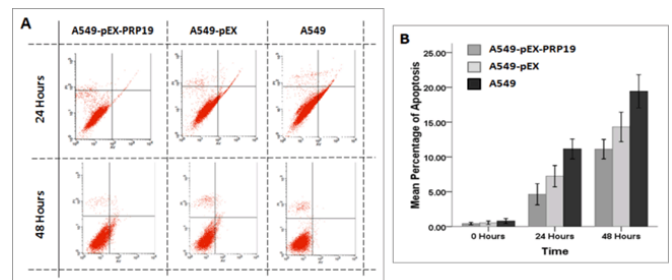 A
A549-pEX-PRP19 A549-pEX A549
24 Hours
48 Hours
B
A549-pEX-PRP19
A549-pEX
A549
Mean Percentage of Apoptosis
25.00
20.00
15.00
10.00
5.00
0.00
0 Hours 24 Hours 48 Hours
Time